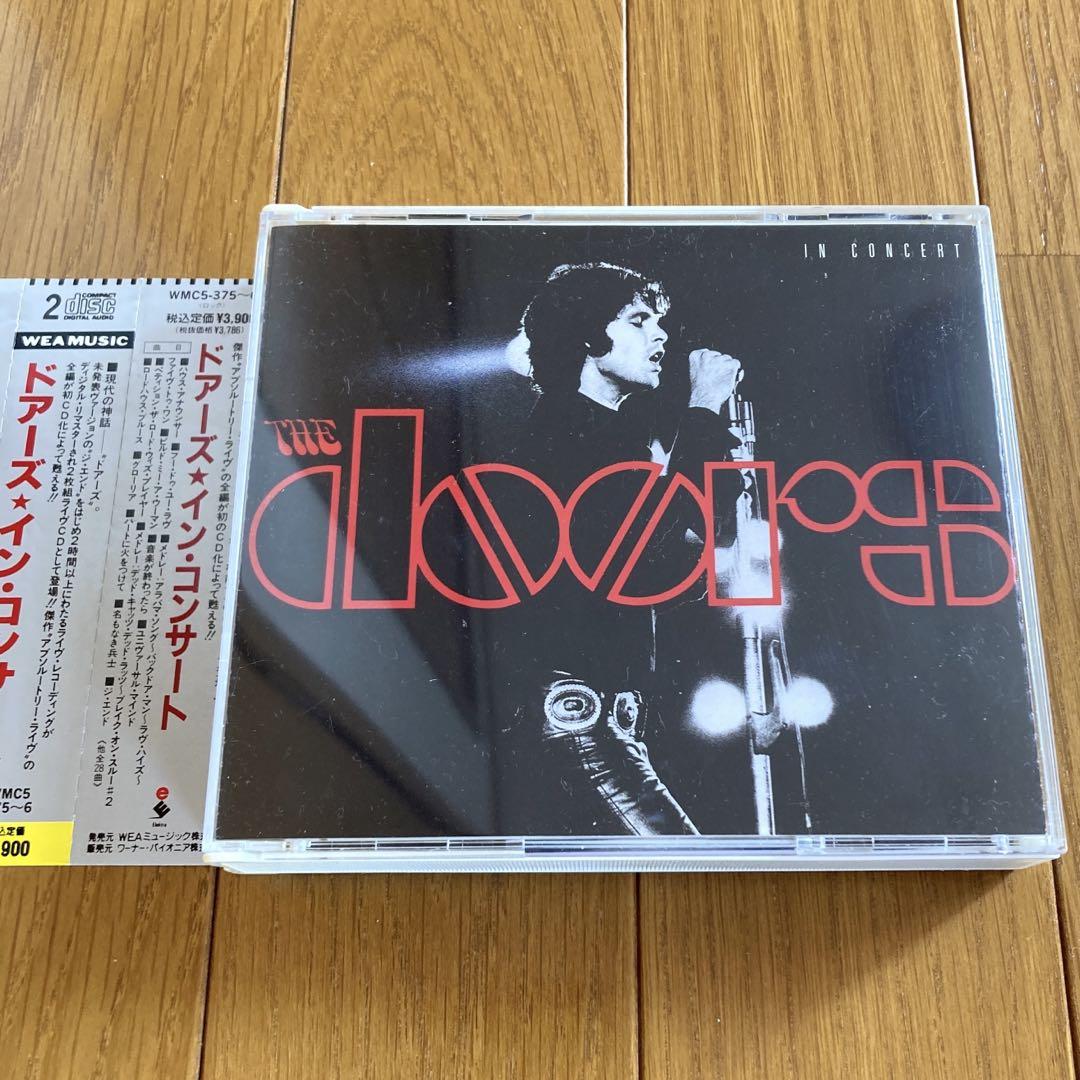 2 COMPACT disc DIGITAL AUDIO
WEA MUSIC
ドアーズ★イン・コンサ
■現代の神話――“ドアーズ”。
未発表ヴァージョンの“ジ・エンド”をはじめ2時間以上にわたるライヴ・レコーディングが
ディジタル・リマスターされ2枚組ライヴCDとして登場!! 傑作“アブソルートリー・ライヴ”の
全編が初CD化によって甦える!!
MC5
5〜6
込定価
900
WMC5-375〜
(ロック)
税込定価¥3,90
(税抜価格¥3,786)
傑作“アブソルートリー・ライヴ”の全編が初のCD化によって甦える!!
ドアーズ★イン・コンサート
曲目
■ハウス・アナウンサー ■フー・ドゥ・ユー・ラヴ ■メドレー:アラバマ・ソング〜バックドア・マン〜ラヴ・ハイズ〜
ファイヴ・トゥ・ワン ■ビルド・ミー・ア・ウーマン ■音楽が終わったら ■ユニヴァーサル・マインド
■ペティション・ザ・ロード・ウィズ・プレイヤー ■メドレー:デッド・キャッツ・デッド・ラッツ〜ブレイク・オン・スルー#2
■ロードハウス・ブルース ■グローリア ■ハートに火をつけて ■名もなき兵士 ■ジ・エンド
(他全28曲)
Elektra
発売元 WEAミュージック株
販売元 ワーナー・パイオニア株
IN CONCERT
THE
doors